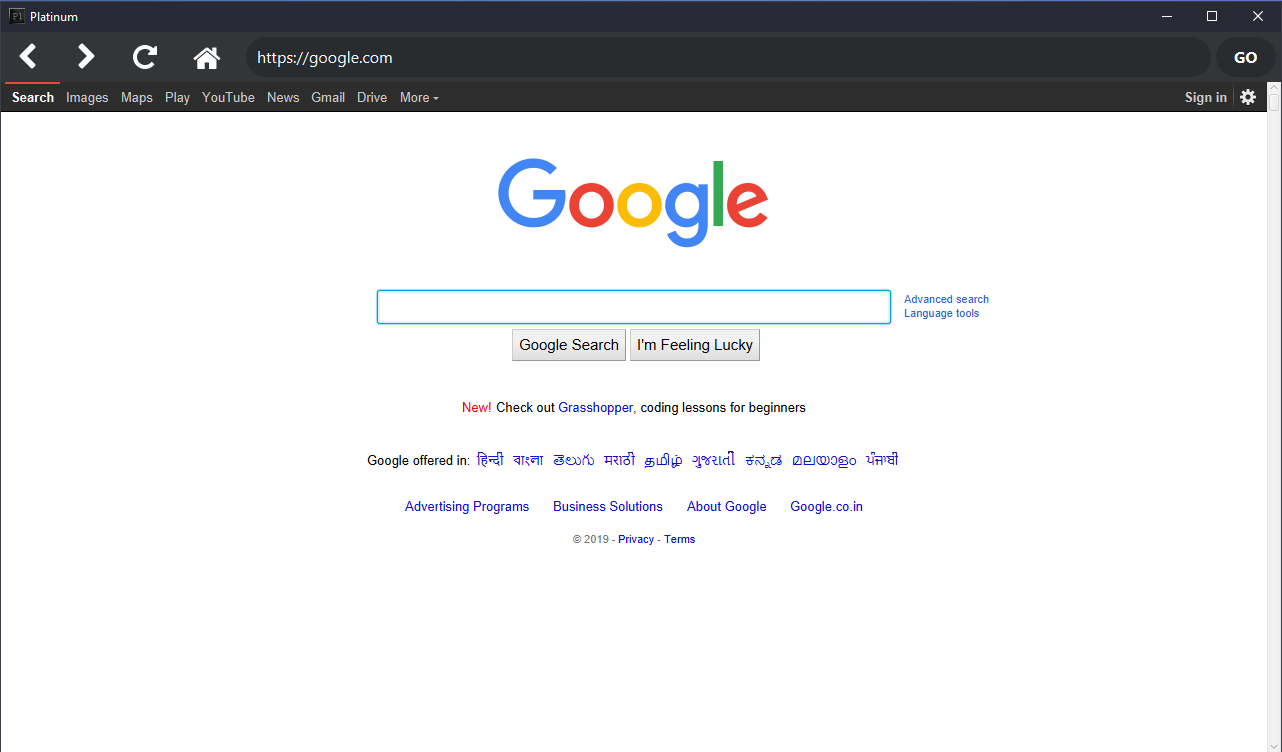 Platinum
https://google.com GO
Search Images Maps Play YouTube News Gmail Drive More Sign in
Google
Advanced search
Language tools
Google Search I'm Feeling Lucky
New! Check out Grasshopper, coding lessons for beginners
Google offered in: हिन्दी বাংলা తెలుగు मराठी தமிழ் ગુજરાતી ಕನ್ನಡ മലയാളം ਪੰਜਾਬੀ
Advertising Programs Business Solutions About Google Google.co.in
© 2019 - Privacy - Terms